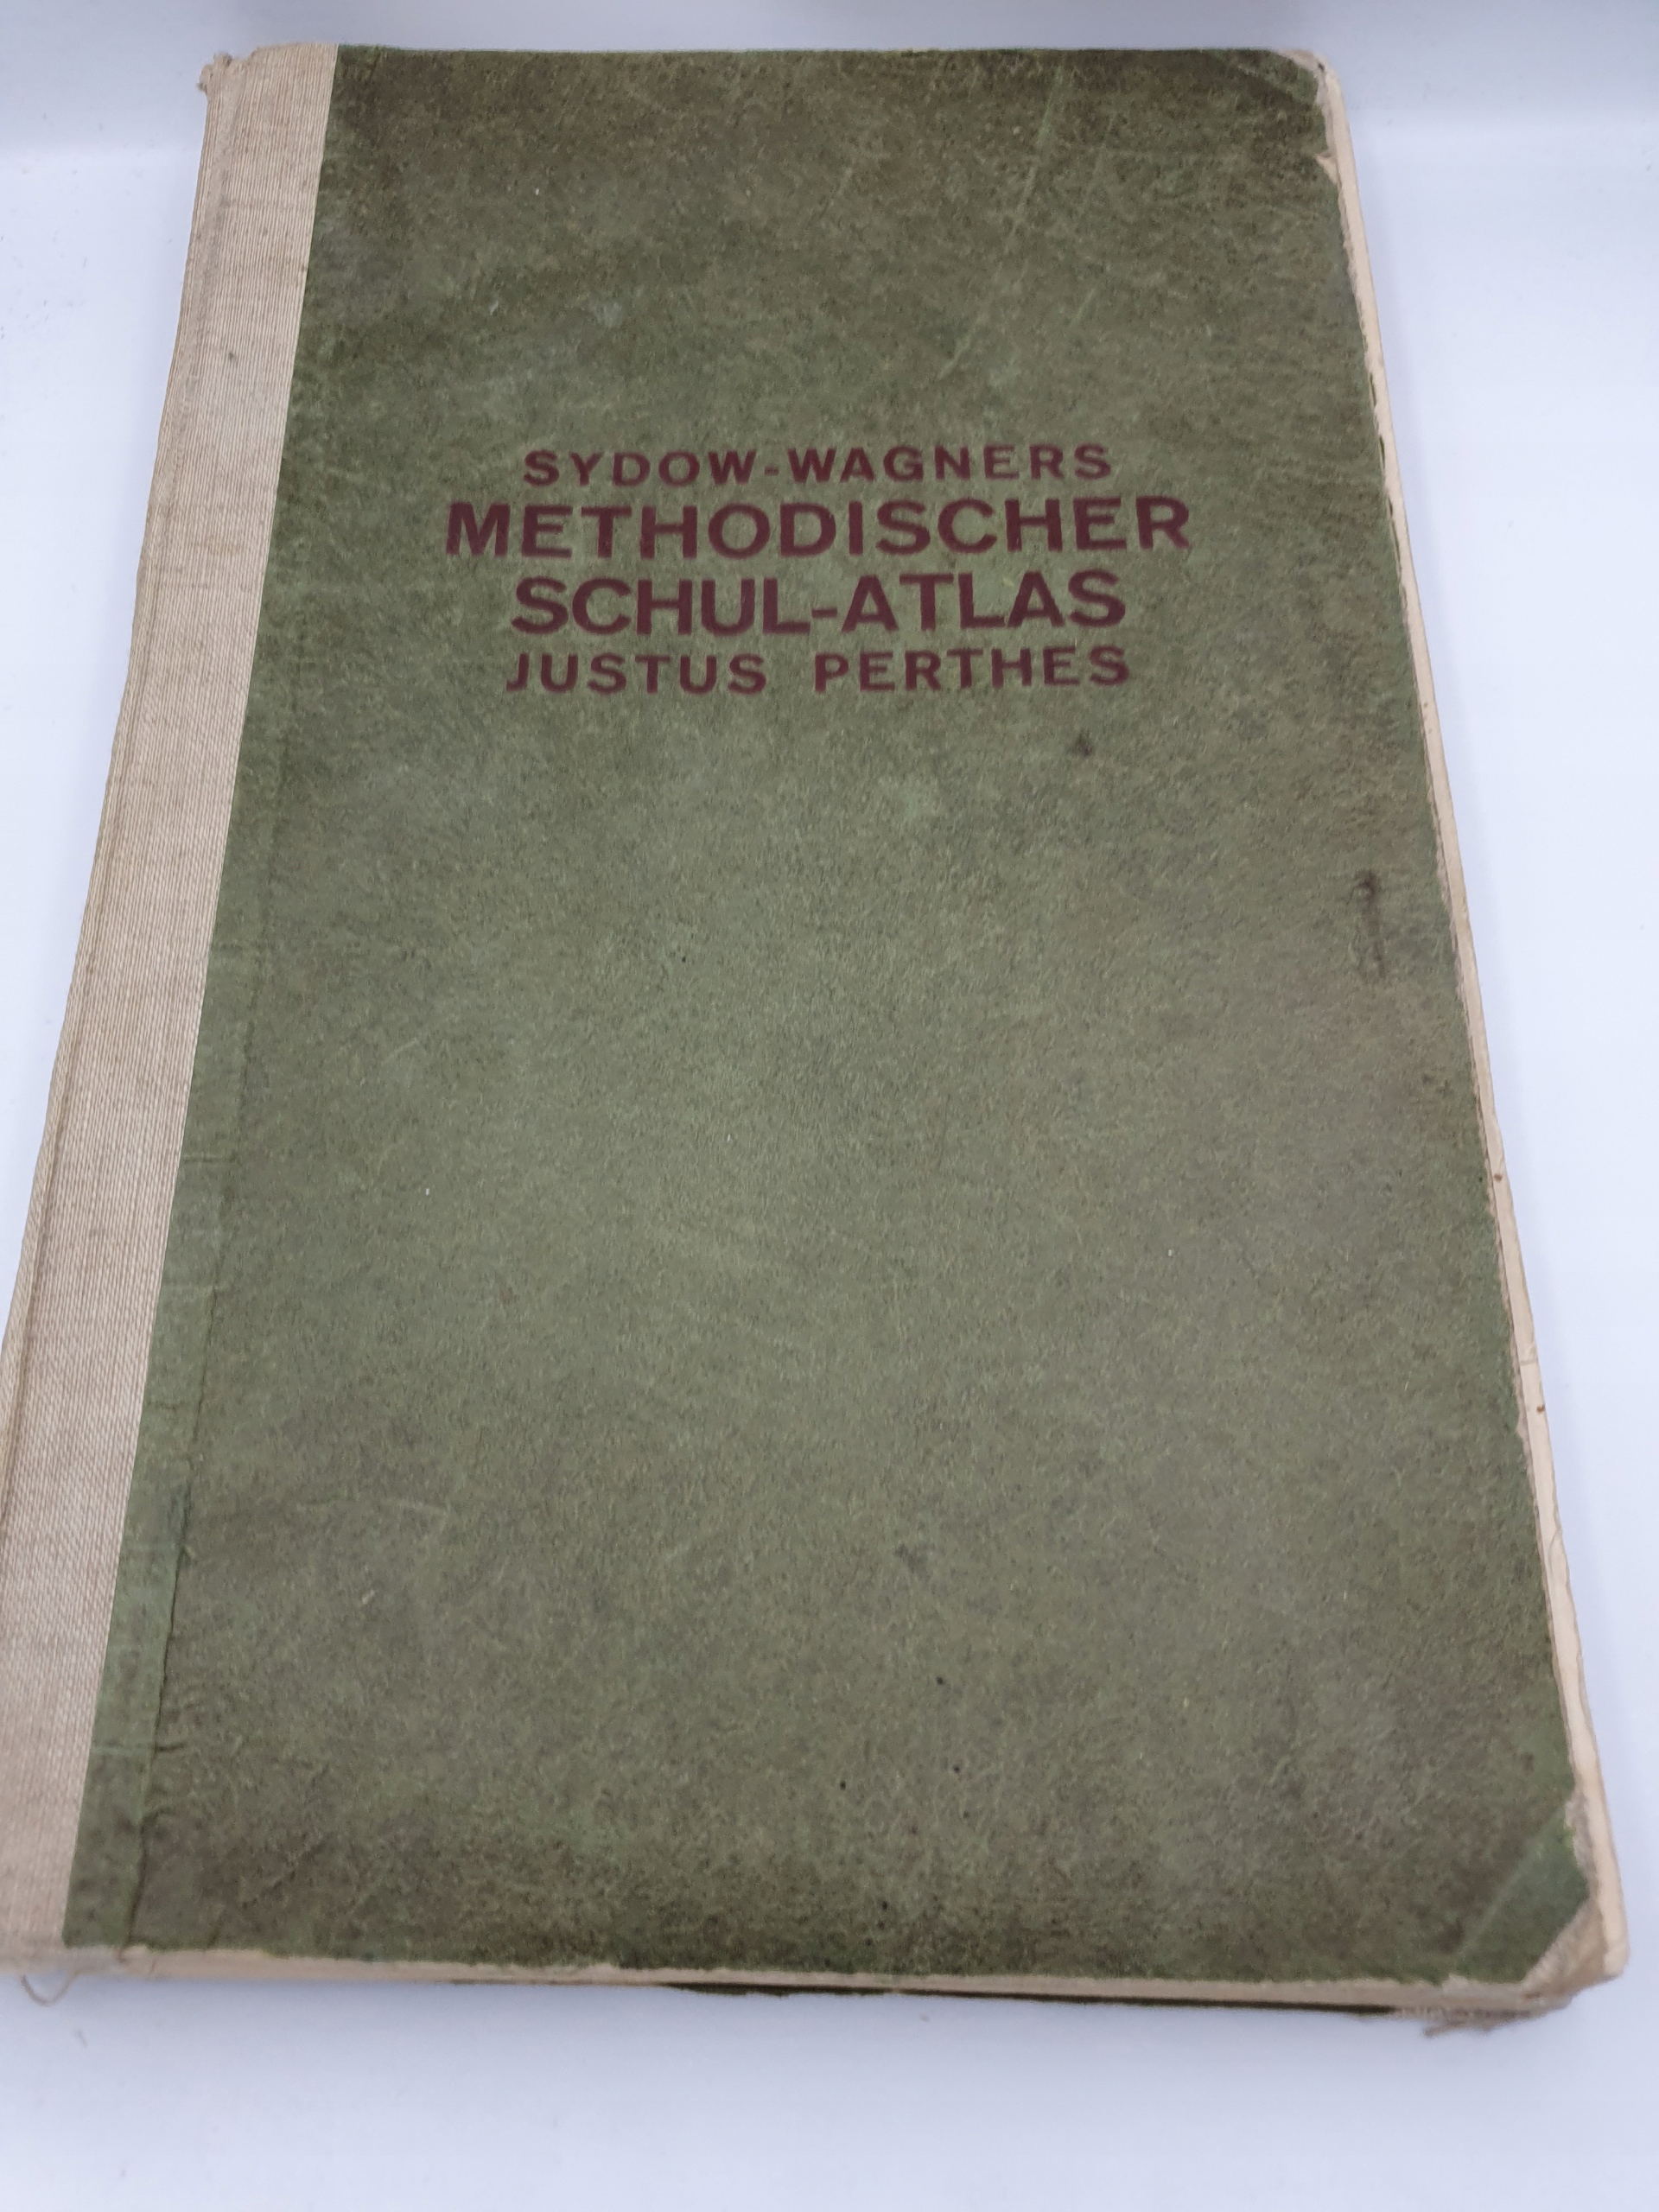 SYDOW-WAGNERS
METHODISCHER
SCHUL-ATLAS
JUSTUS PERTHES